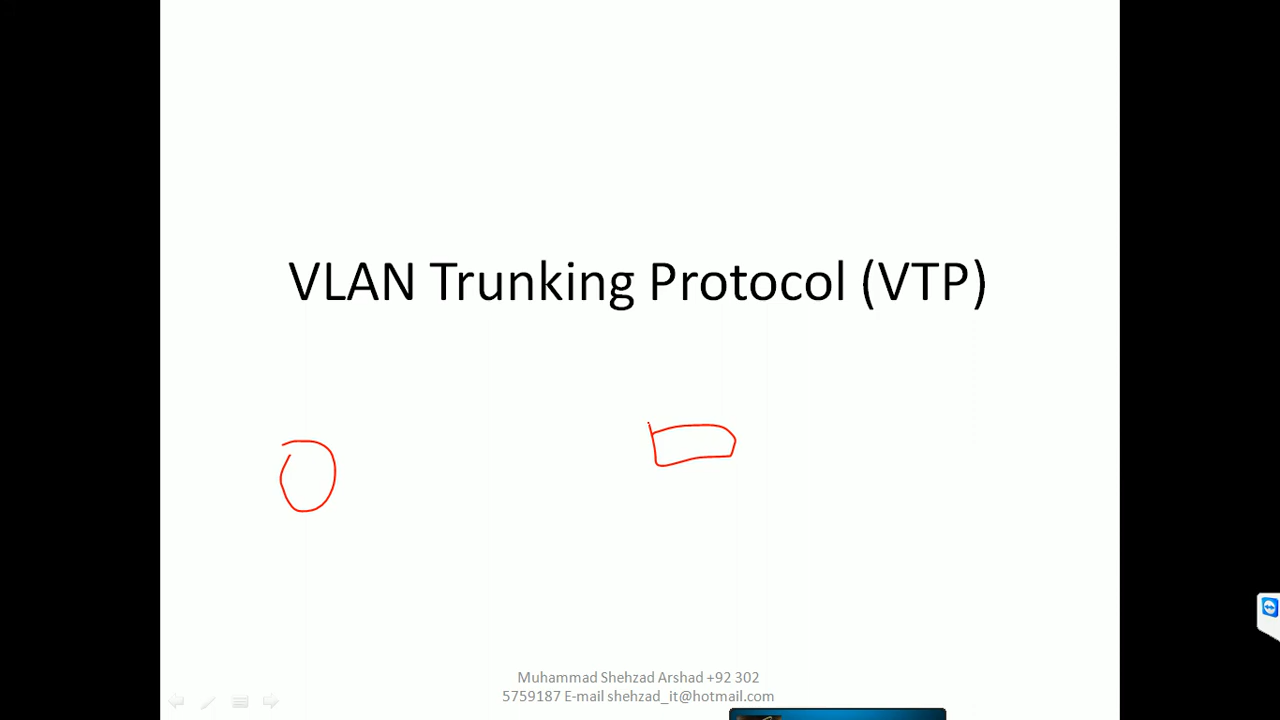 VLAN Trunking Protocol (VTP)
Muhammad Shehzad Arshad +92 302
5759187 E-mail shehzad_it@hotmail.com